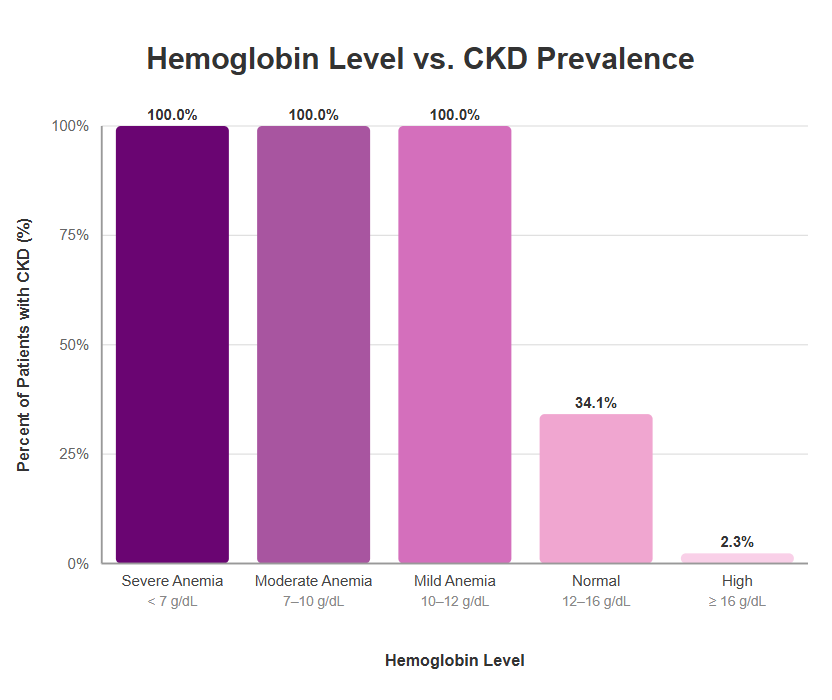 Hemoglobin Level vs. CKD Prevalence
Percent of Patients with CKD (%)
100%
75%
50%
25%
0%
100.0%
100.0%
100.0%
34.1%
2.3%
Severe Anemia
< 7 g/dL
Moderate Anemia
7–10 g/dL
Mild Anemia
10–12 g/dL
Normal
12–16 g/dL
High
≥ 16 g/dL
Hemoglobin Level